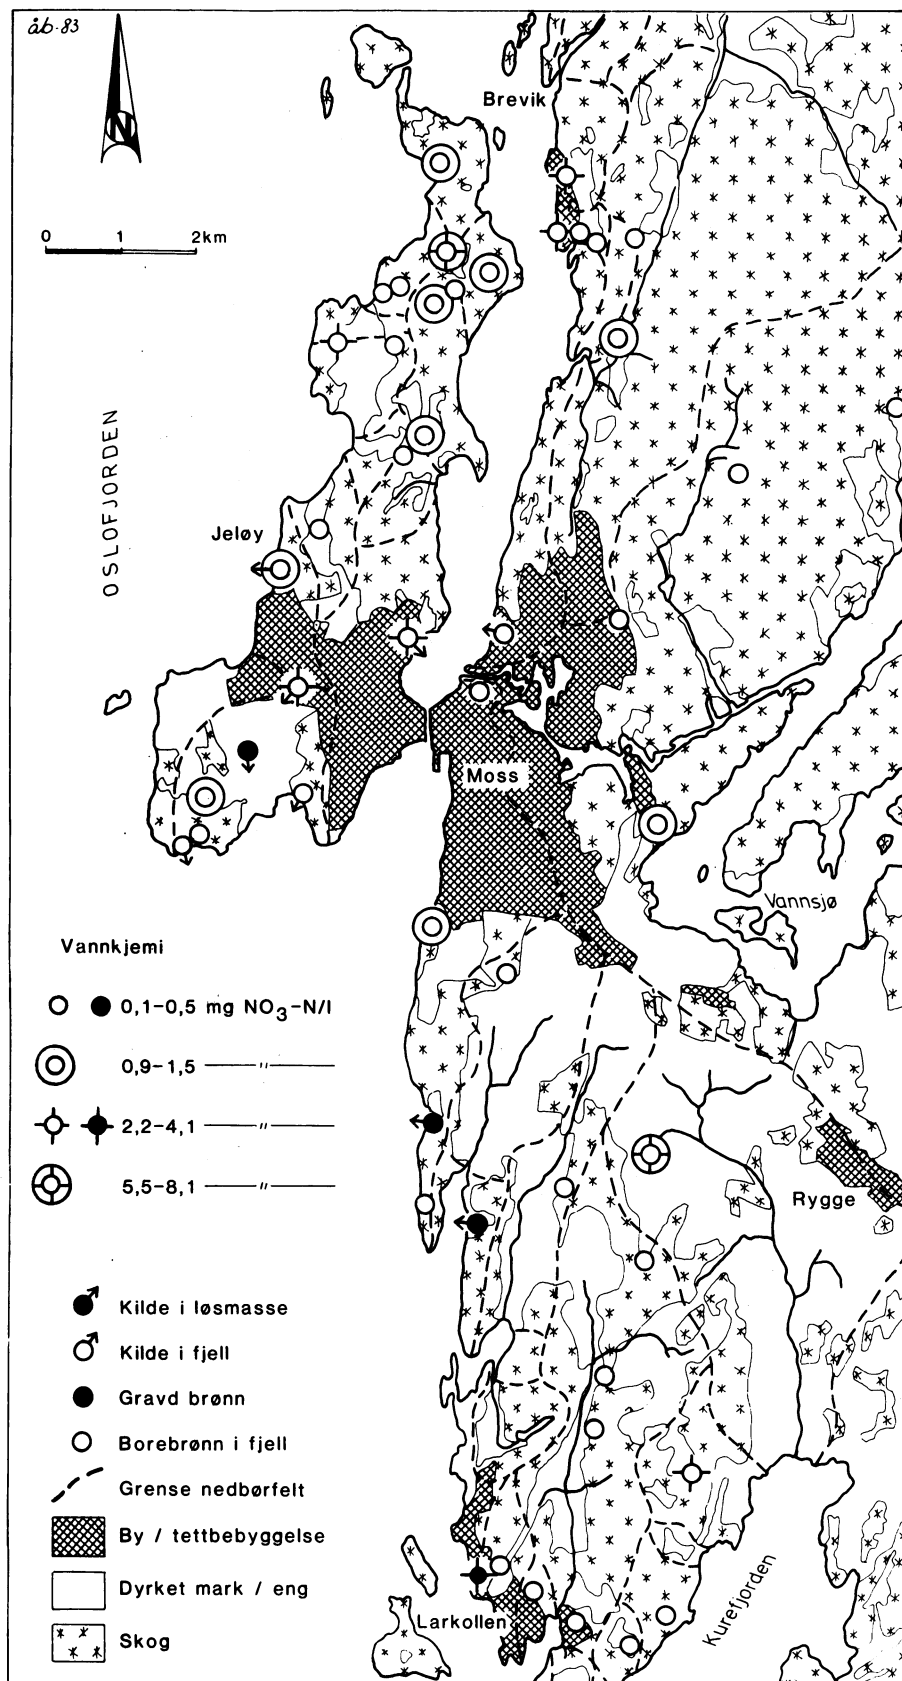 åb-83
N
Brevik
0 1 2km
OSLOFJORDEN
Jeløy
Moss
Vannsjø
Vannkjemi
0,1-0,5 mg NO3-N/l
0,9-1,5 — " —
2,2-4,1 — " —
5,5-8,1 — " —
Rygge
Kilde i løsmasse
Kilde i fjell
Gravd brønn
Borebrønn i fjell
Grense nedbørfelt
By / tettbebyggelse
Dyrket mark / eng
Skog
Larkollen
Kurefjorden